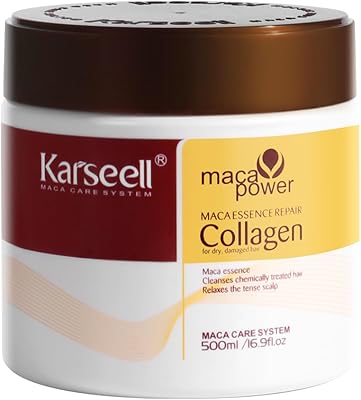 Karseell®
MACA CARE SYSTEM
maca
power
MACA ESSENCE REPAIR
Collagen
for dry, damaged hair
Maca essence
Cleanses chemically treated hair
Relaxes the tense scalp
MACA CARE SYSTEM
500ml /16.9fl.oz